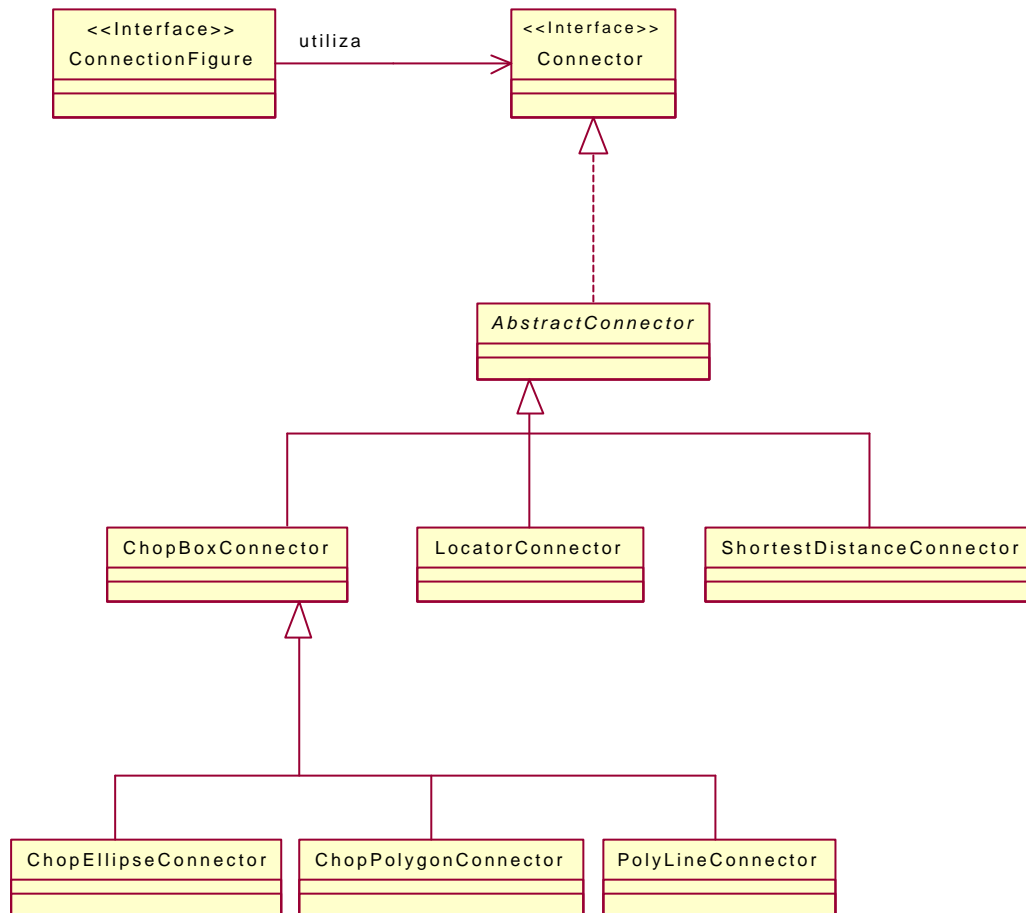 <<Interface>>
ConnectionFigure
utiliza
<<Interface>>
Connector
AbstractConnector
ChopBoxConnector
LocatorConnector
ShortestDistanceConnector
ChopEllipseConnector
ChopPolygonConnector
PolyLineConnector